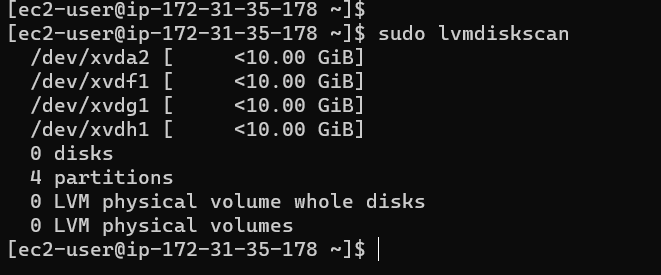 [ec2-user@ip-172-31-35-178 ~]$
[ec2-user@ip-172-31-35-178 ~]$ sudo lvmdiskscan
  /dev/xvda2 [     <10.00 GiB]
  /dev/xvdf1 [     <10.00 GiB]
  /dev/xvdg1 [     <10.00 GiB]
  /dev/xvdh1 [     <10.00 GiB]
  0 disks
  4 partitions
  0 LVM physical volume whole disks
  0 LVM physical volumes
[ec2-user@ip-172-31-35-178 ~]$